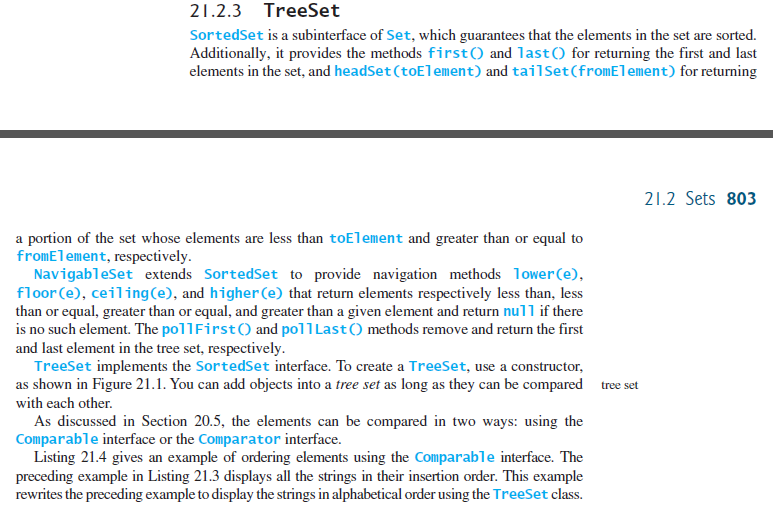 21.2.3 TreeSet
SortedSet is a subinterface of Set, which guarantees that the elements in the set are sorted.
Additionally, it provides the methods first() and last() for returning the first and last
elements in the set, and headSet(toElement) and tailSet(fromElement) for returning
21.2 Sets 803
a portion of the set whose elements are less than toElement and greater than or equal to
fromElement, respectively.
NavigableSet extends SortedSet to provide navigation methods lower(e),
floor(e), ceiling(e), and higher(e) that return elements respectively less than, less
than or equal, greater than or equal, and greater than a given element and return null if there
is no such element. The pollFirst() and pollLast() methods remove and return the first
and last element in the tree set, respectively.
TreeSet implements the SortedSet interface. To create a TreeSet, use a constructor,
as shown in Figure 21.1. You can add objects into a tree set as long as they can be compared
tree set
with each other.
As discussed in Section 20.5, the elements can be compared in two ways: using the
Comparable interface or the Comparator interface.
Listing 21.4 gives an example of ordering elements using the Comparable interface. The
preceding example in Listing 21.3 displays all the strings in their insertion order. This example
rewrites the preceding example to display the strings in alphabetical order using the TreeSet class.